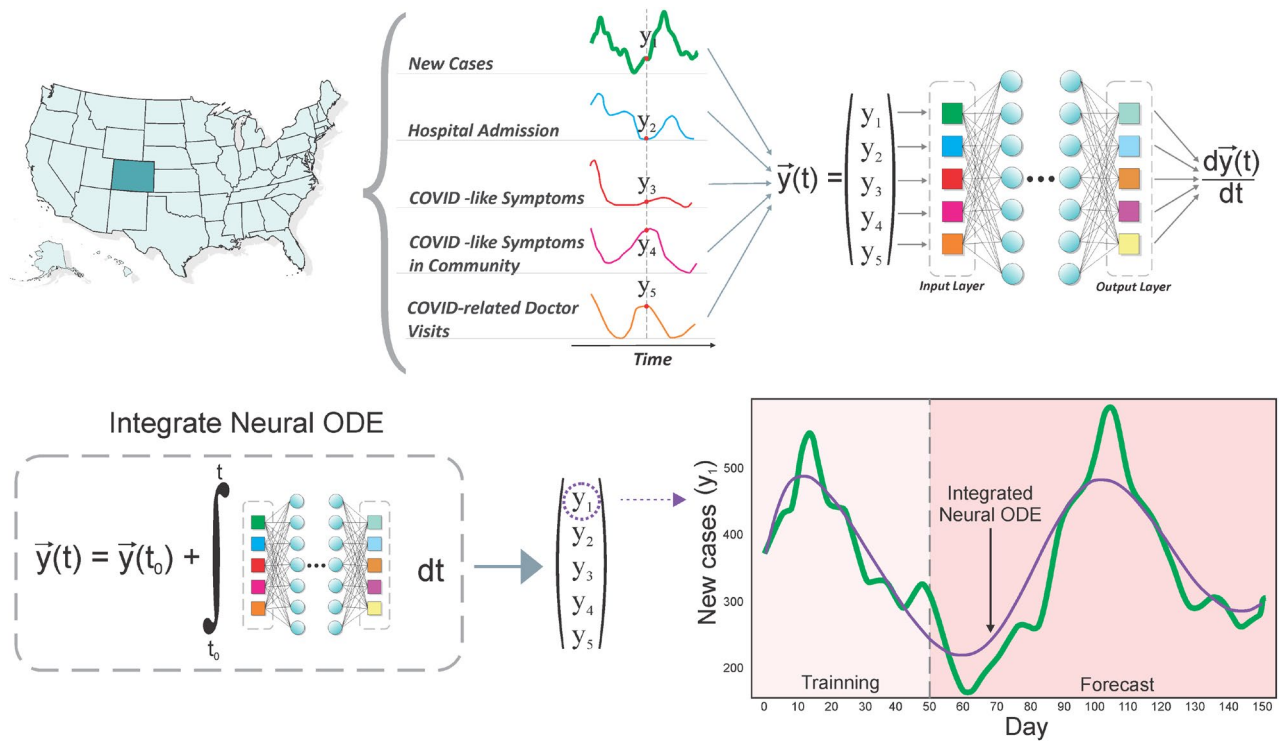 New Cases
y₁
Hospital Admission
y₂
COVID -like Symptoms
y₃
COVID -like Symptoms
in Community
y₄
COVID-related Doctor
Visits
y₅
Time
y⃗(t) =
y₁
y₂
y₃
y₄
y₅
Input Layer
Output Layer
dy⃗(t)
dt
Integrate Neural ODE
y⃗(t) = y⃗(t₀) +
t
t₀
dt
y₁
y₂
y₃
y₄
y₅
New cases (y₁)
500
400
300
200
Integrated
Neural ODE
Trainning
Forecast
0 10 20 30 40 50 60 70 80 90 100 110 120 130 140 150
Day